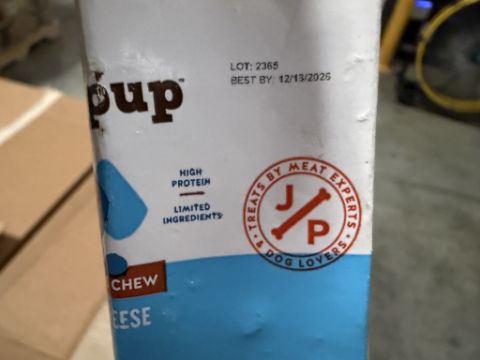 pup™
LOT: 2365
BEST BY: 12/13/2026
HIGH
PROTEIN
LIMITED
INGREDIENTS
TREATS BY MEAT EXPERTS
J/P
& DOG LOVERS
CHEW
EESE